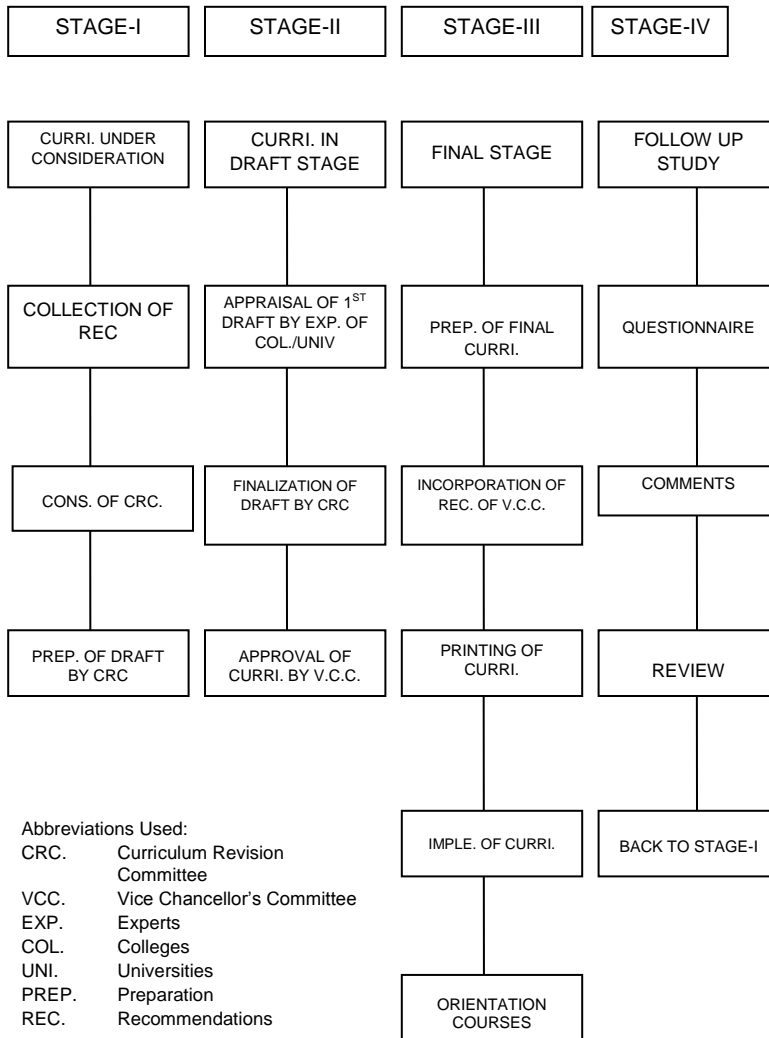 STAGE-I
STAGE-II
STAGE-III
STAGE-IV
CURRI. UNDER
CONSIDERATION
CURRI. IN
DRAFT STAGE
FINAL STAGE
FOLLOW UP
STUDY
COLLECTION OF
REC
APPRAISAL OF 1ST
DRAFT BY EXP. OF
COL./UNIV
PREP. OF FINAL
CURRI.
QUESTIONNAIRE
CONS. OF CRC.
FINALIZATION OF
DRAFT BY CRC
INCORPORATION OF
REC. OF V.C.C.
COMMENTS
PREP. OF DRAFT
BY CRC
APPROVAL OF
CURRI. BY V.C.C.
PRINTING OF
CURRI.
REVIEW
IMPLE. OF CURRI.
BACK TO STAGE-I
ORIENTATION
COURSES
Abbreviations Used:
CRC. Curriculum Revision
Committee
VCC. Vice Chancellor’s Committee
EXP. Experts
COL. Colleges
UNI. Universities
PREP. Preparation
REC. Recommendations